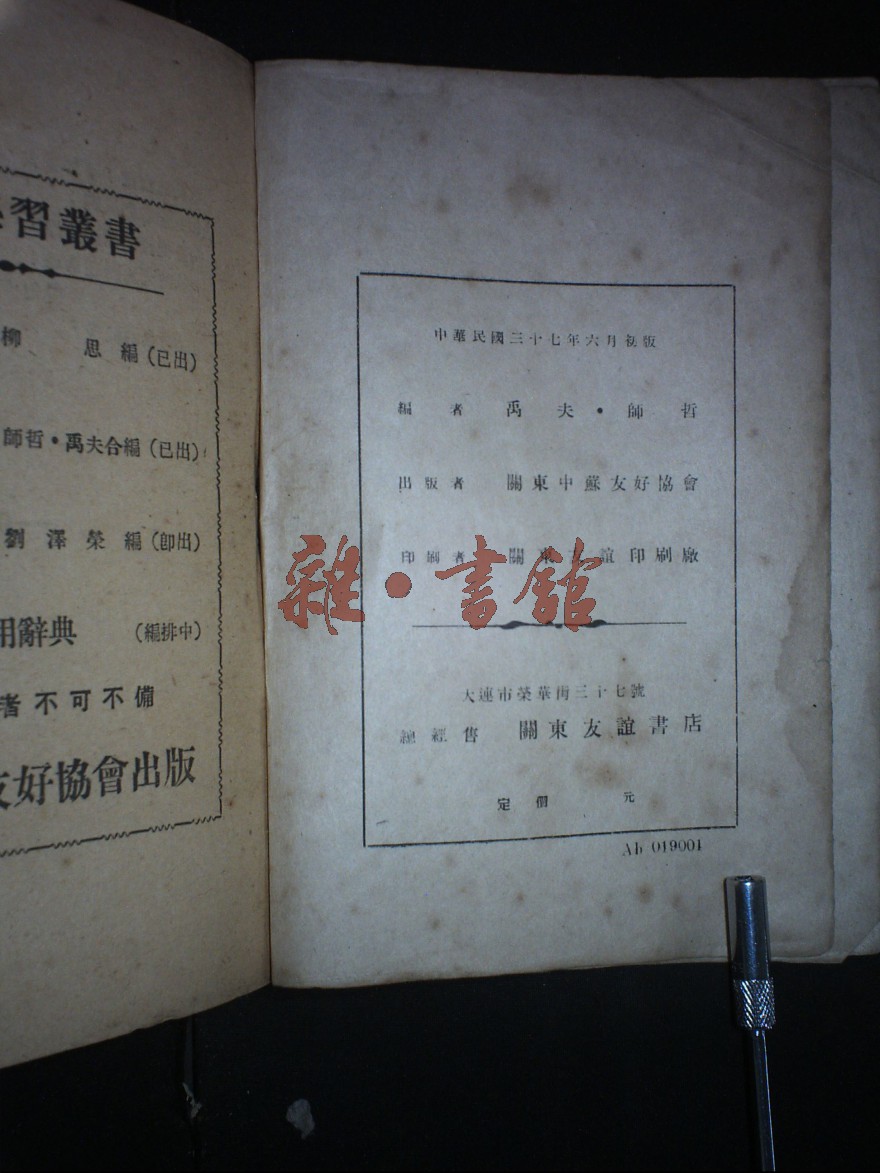 習叢書
柳思編(已出)
師哲・禹夫合編(已出)
劉澤榮編(即出)
用辭典(編排中)
者不可不備
友好協會出版
中華民國三十七年六月初版
編者 禹夫・師哲
出版者 關東中蘇友好協會
印刷者 關東友誼印刷廠
雜・書館
大連市榮華街三十七號
總經售 關東友誼書店
定價 元
Ab 019001